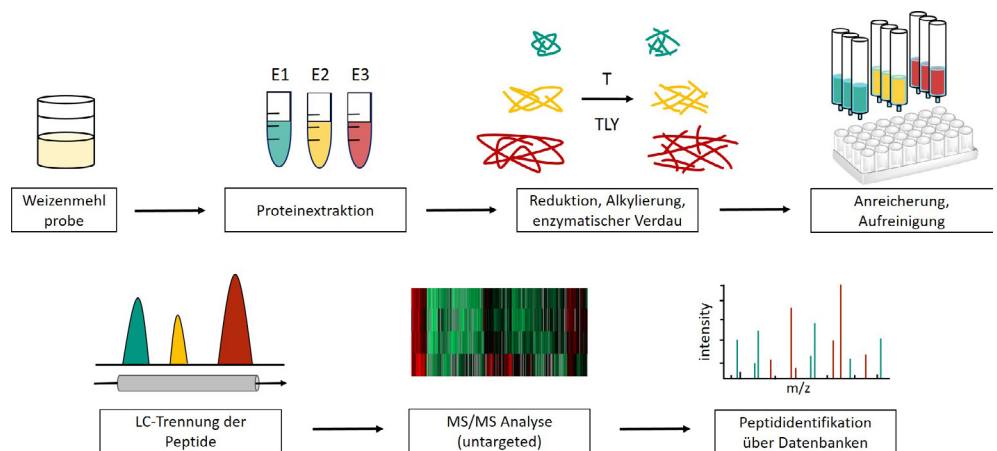 E1 E2 E3
T
TLY
Weizenmehl
probe
Proteinextraktion
Reduktion, Alkylierung,
enzymatischer Verdau
Anreicherung,
Aufreinigung
intensity
m/z
LC-Trennung der
Peptide
MS/MS Analyse
(untargeted)
Peptididentifikation
über Datenbanken